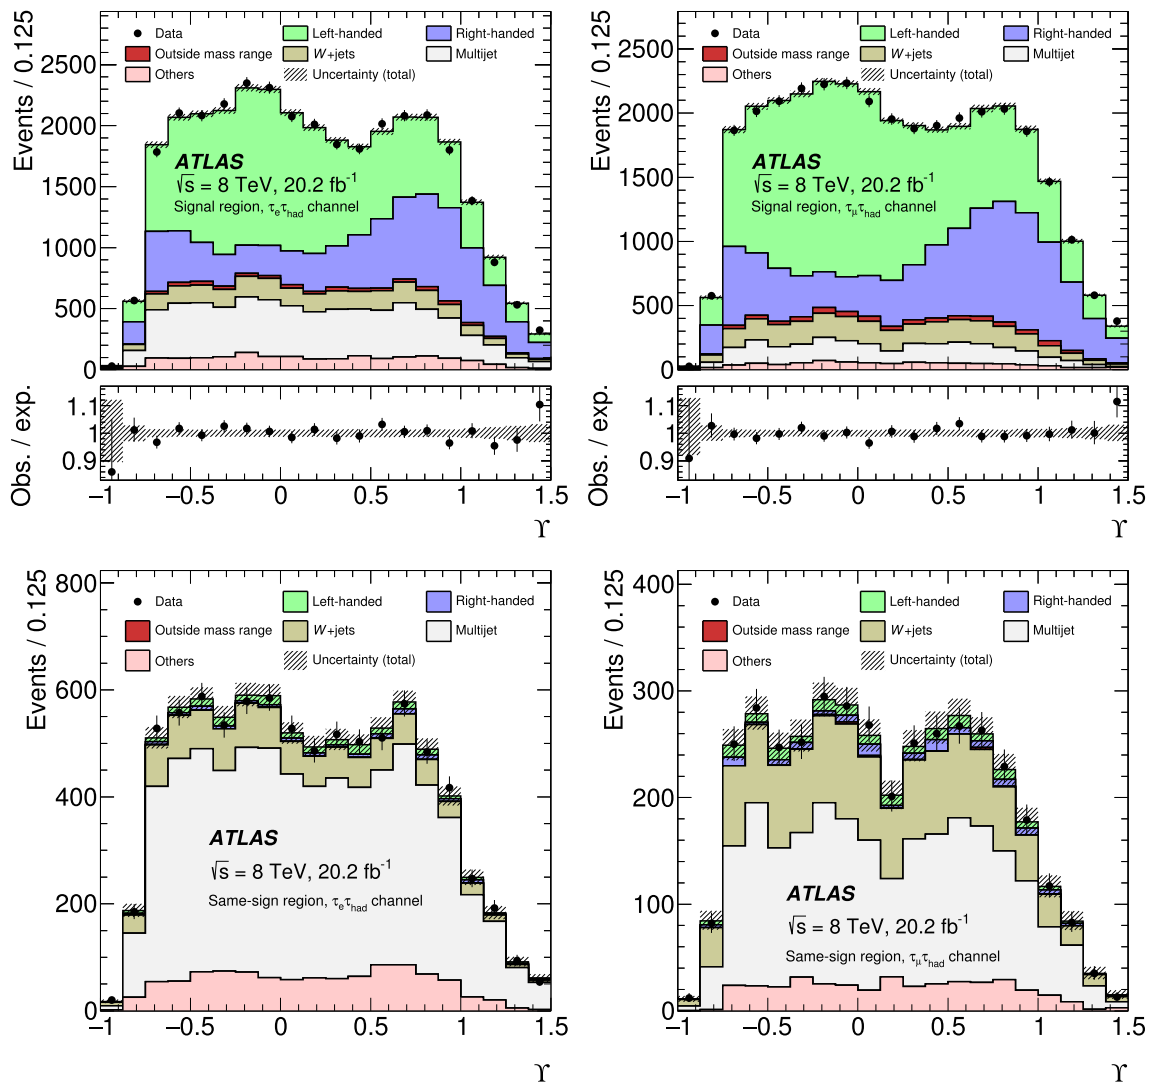 Events / 0.125
2500
2000
1500
1000
500
0
Data
Left-handed
Right-handed
Outside mass range
W+jets
Multijet
Others
Uncertainty (total)
ATLAS
√s = 8 TeV, 20.2 fb⁻¹
Signal region, τₑτ_had channel
Obs. / exp.
1.1
1
0.9
−1 −0.5 0 0.5 1 1.5
ϒ
Events / 0.125
2500
2000
1500
1000
500
0
Data
Left-handed
Right-handed
Outside mass range
W+jets
Multijet
Others
Uncertainty (total)
ATLAS
√s = 8 TeV, 20.2 fb⁻¹
Signal region, τ_μτ_had channel
Obs. / exp.
1.1
1
0.9
−1 −0.5 0 0.5 1 1.5
ϒ
Events / 0.125
800
600
400
200
0
Data
Left-handed
Right-handed
Outside mass range
W+jets
Multijet
Others
Uncertainty (total)
ATLAS
√s = 8 TeV, 20.2 fb⁻¹
Same-sign region, τₑτ_had channel
−1 −0.5 0 0.5 1 1.5
ϒ
Events / 0.125
400
300
200
100
0
Data
Left-handed
Right-handed
Outside mass range
W+jets
Multijet
Others
Uncertainty (total)
ATLAS
√s = 8 TeV, 20.2 fb⁻¹
Same-sign region, τ_μτ_had channel
−1 −0.5 0 0.5 1 1.5
ϒ